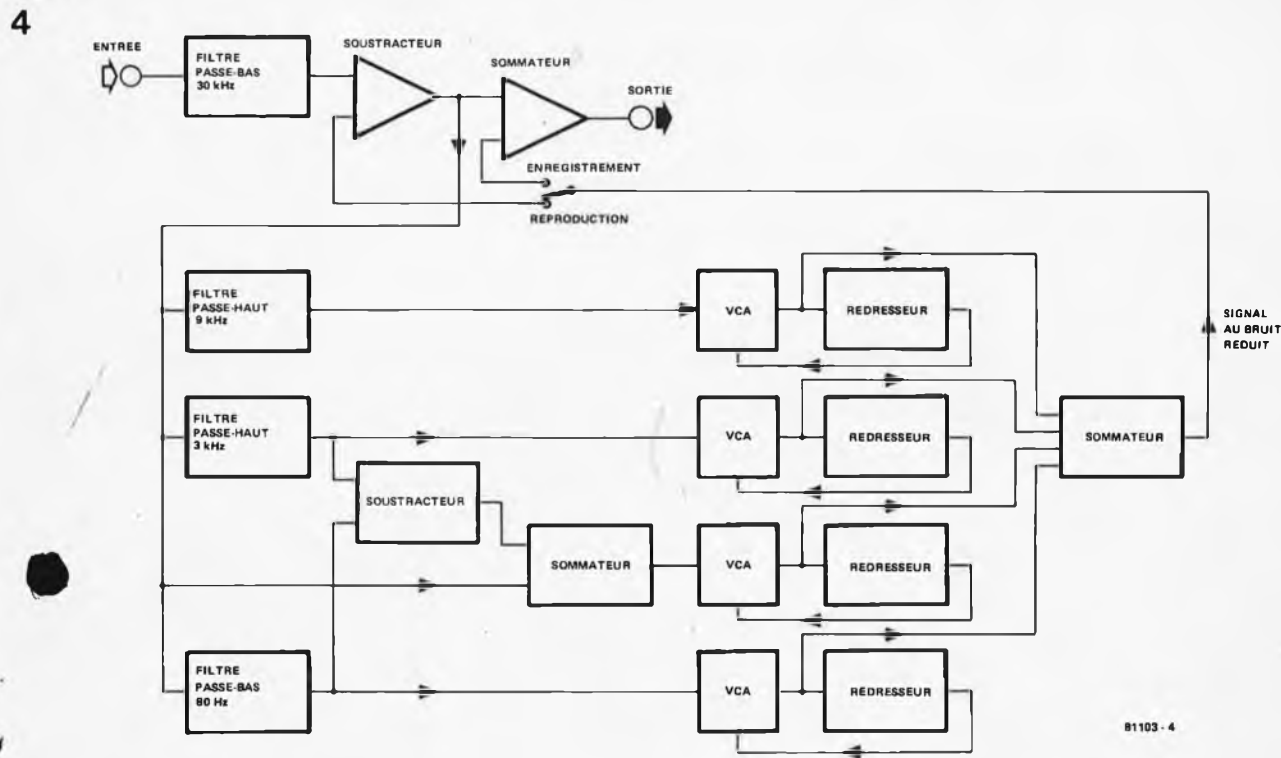 4
ENTREE
FILTRE
PASSE-BAS
30 kHz
SOUSTRACTEUR
SOMMATEUR
SORTIE
ENREGISTREMENT
REPRODUCTION
FILTRE
PASSE-HAUT
9 kHz
VCA
REDRESSEUR
SIGNAL
AU BRUIT
REDUIT
FILTRE
PASSE-HAUT
3 kHz
VCA
REDRESSEUR
SOMMATEUR
SOUSTRACTEUR
SOMMATEUR
VCA
REDRESSEUR
FILTRE
PASSE-BAS
80 Hz
VCA
REDRESSEUR
81103 - 4